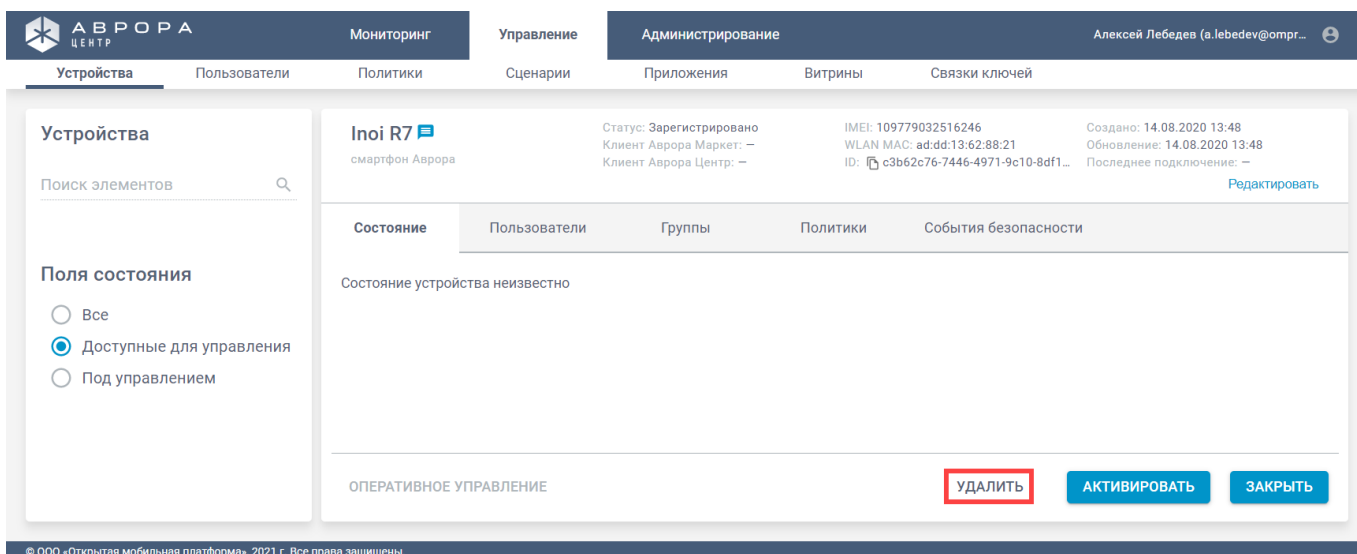 АВРОРА
ЦЕНТР
Мониторинг
Управление
Администрирование
Алексей Лебедев (a.lebedev@ompr...
Устройства
Пользователи
Политики
Сценарии
Приложения
Витрины
Связки ключей
Устройства
Поиск элементов
Поля состояния
Все
Доступные для управления
Под управлением
Inoi R7
смартфон Аврора
Статус: Зарегистрировано
Клиент Аврора Маркет: —
Клиент Аврора Центр: —
IMEI: 109779032516246
WLAN MAC: ad:dd:13:62:88:21
ID: c3b62c76-7446-4971-9c10-8df1...
Создано: 14.08.2020 13:48
Обновление: 14.08.2020 13:48
Последнее подключение: —
Редактировать
Состояние
Пользователи
Группы
Политики
События безопасности
Состояние устройства неизвестно
ОПЕРАТИВНОЕ УПРАВЛЕНИЕ
УДАЛИТЬ
АКТИВИРОВАТЬ
ЗАКРЫТЬ
© ООО «Открытая мобильная платформа», 2021 г. Все права защищены